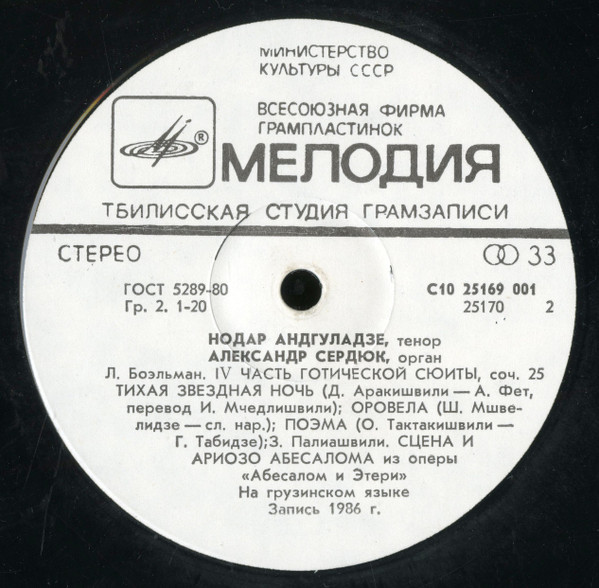 МИНИСТЕРСТВО
КУЛЬТУРЫ СССР
ВСЕСОЮЗНАЯ ФИРМА
ГРАМПЛАСТИНОК
®
МЕЛОДИЯ
ТБИЛИССКАЯ СТУДИЯ ГРАМЗАПИСИ
СТЕРЕО 33
ГОСТ 5289-80 С10 25169 001
Гр. 2. 1-20 25170 2
НОДАР АНДГУЛАДЗЕ, тенор
АЛЕКСАНДР СЕРДЮК, орган
Л. Боэльман. IV ЧАСТЬ ГОТИЧЕСКОЙ СЮИТЫ, соч. 25
ТИХАЯ ЗВЕЗДНАЯ НОЧЬ (Д. Аракишвили — А. Фет,
перевод И. Мчедлишвили); ОРОВЕЛА (Ш. Мшве-
лидзе — сл. нар.); ПОЭМА (О. Тактакишвили —
Г. Табидзе);З. Палиашвили. СЦЕНА И
АРИОЗО АБЕСАЛОМА из оперы
«Абесалом и Этери»
На грузинском языке
Запись 1986 г.